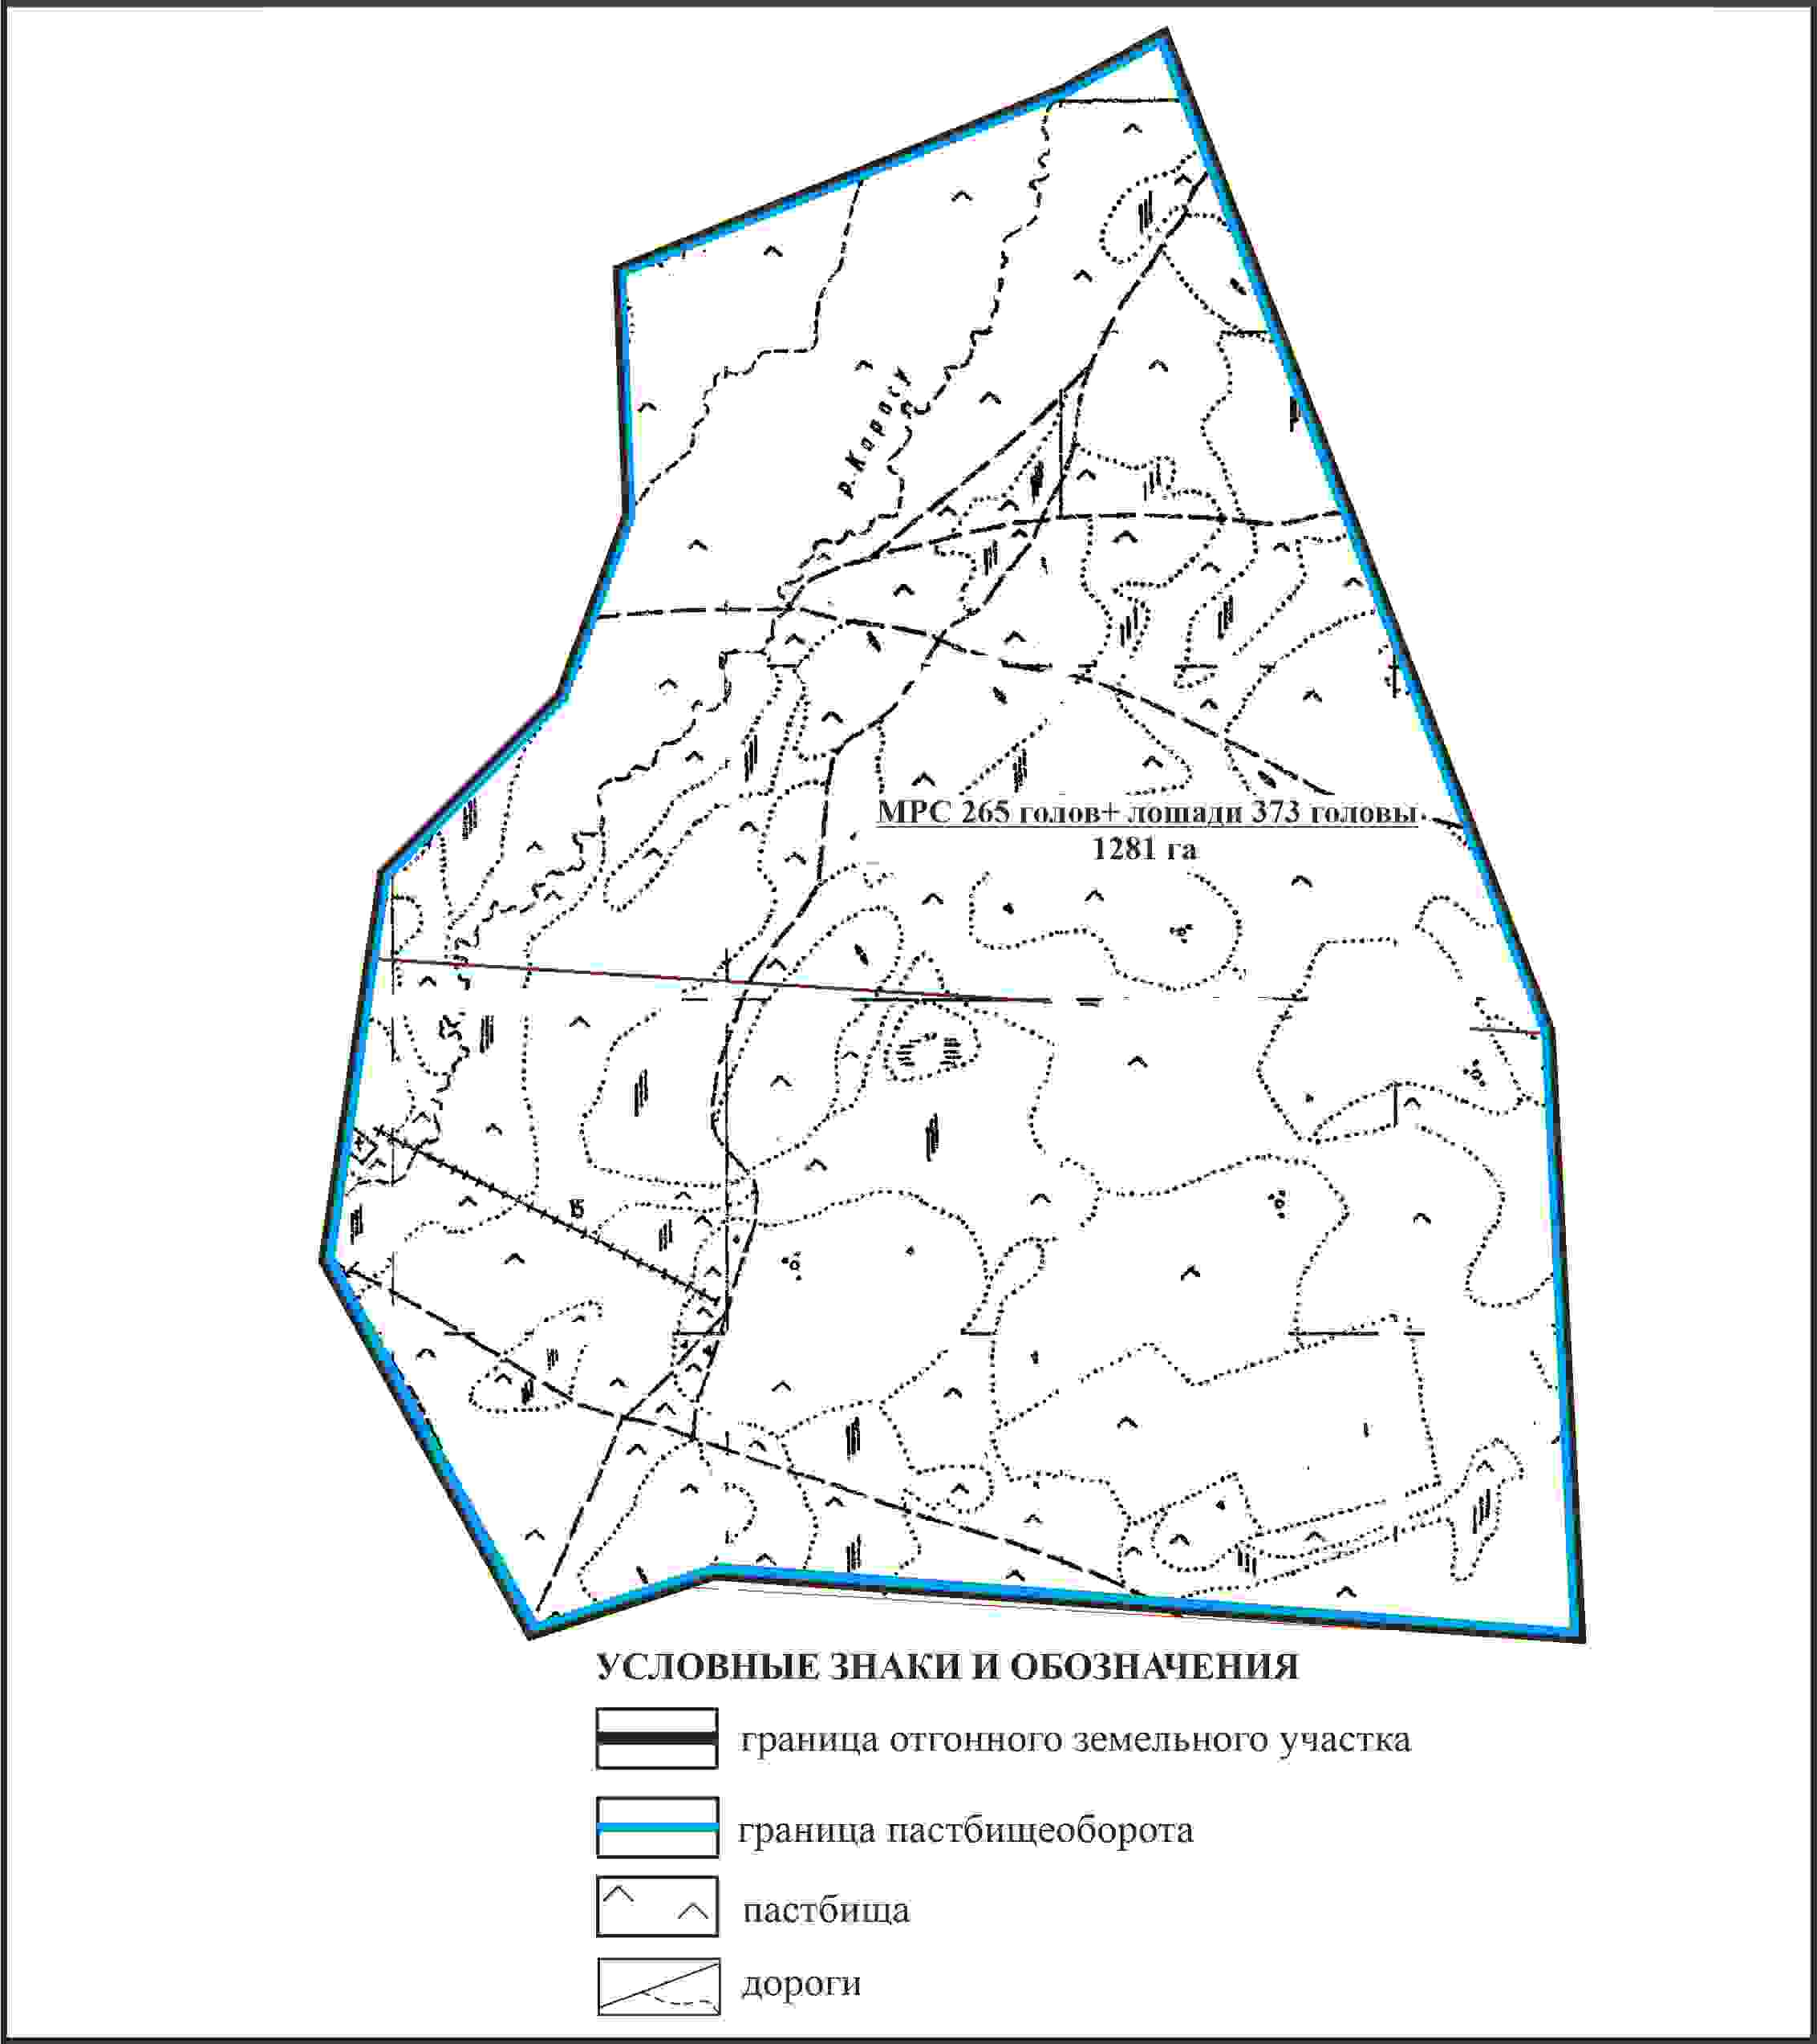 р. Карасу
МРС 265 голов+ лошади 373 головы
1281 га
Б
УСЛОВНЫЕ ЗНАКИ И ОБОЗНАЧЕНИЯ
граница отгонного земельного участка
граница пастбищеоборота
пастбища
дороги